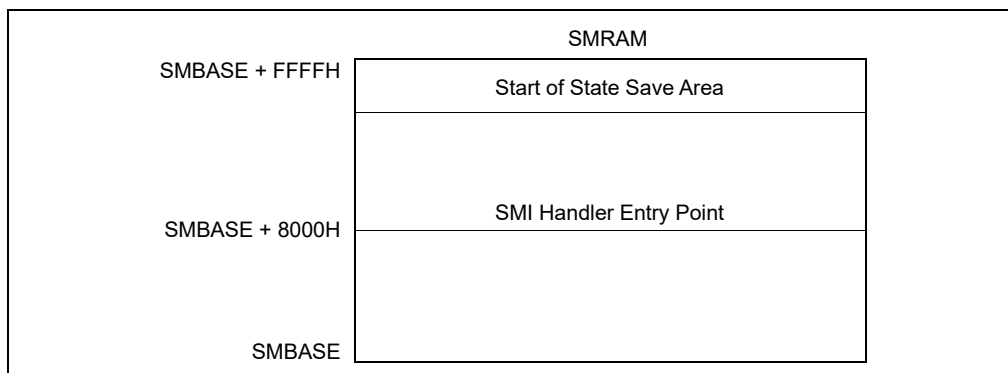 SMRAM
SMBASE + FFFFH
Start of State Save Area
SMI Handler Entry Point
SMBASE + 8000H
SMBASE